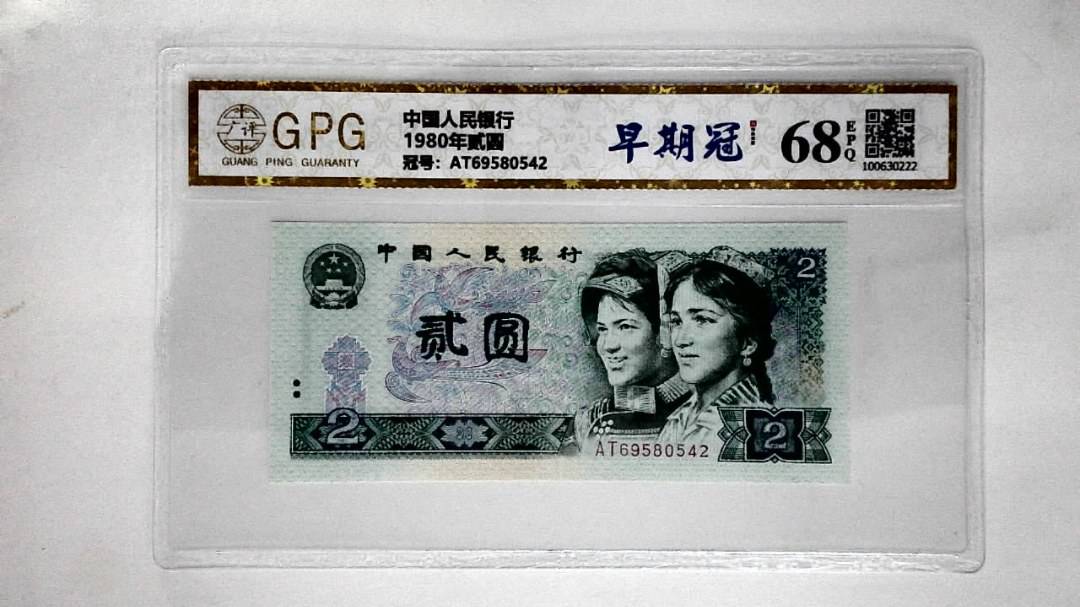 广评
GPG
GUANG PING GUARANTY
中国人民银行
1980年贰圆
冠号：AT69580542
早期冠
68
EPQ
100630222
中国人民银行
2
贰圆
2
2
AT69580542